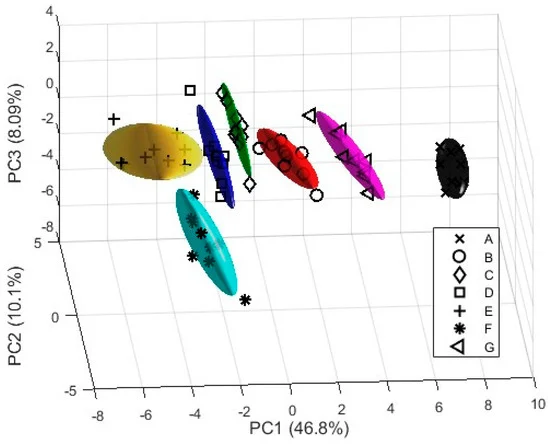 4
2
0
-2
-4
-6
-8
PC3 (8.09%)
5
0
-5
PC2 (10.1%)
-8 -6 -4 -2 0 2 4 6 8 10
PC1 (46.8%)
A
B
C
D
E
F
G